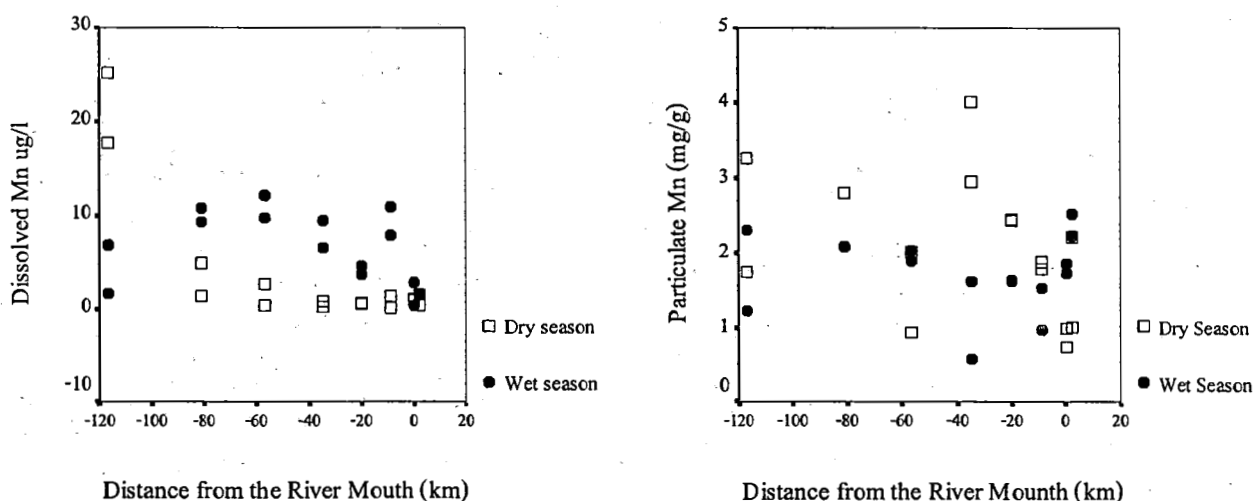 30
20
10
0
-10
Dissolved Mn ug/l
-120 -100 -80 -60 -40 -20 0 20
Distance from the River Mouth (km)
Dry season
Wet season
5
4
3
2
1
0
Particulate Mn (mg/g)
-120 -100 -80 -60 -40 -20 0 20
Distance from the River Mounth (km)
Dry Season
Wet Season